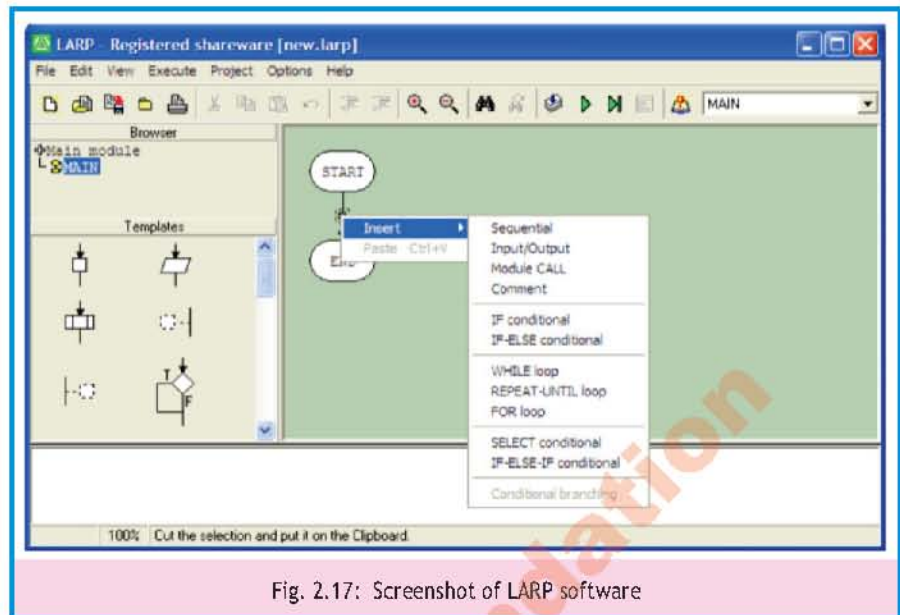 LARP - Registered shareware [new.larp]
File Edit View Execute Project Options Help
MAIN
Browser
Main module
MAIN
Templates
T
F
START
END
Insert
Paste Ctrl+V
Sequential
Input/Output
Module CALL
Comment
IF conditional
IF-ELSE conditional
WHILE loop
REPEAT-UNTIL loop
FOR loop
SELECT conditional
IF-ELSE-IF conditional
Conditional branching
100% Cut the selection and put it on the Clipboard.
Fig. 2.17: Screenshot of LARP software